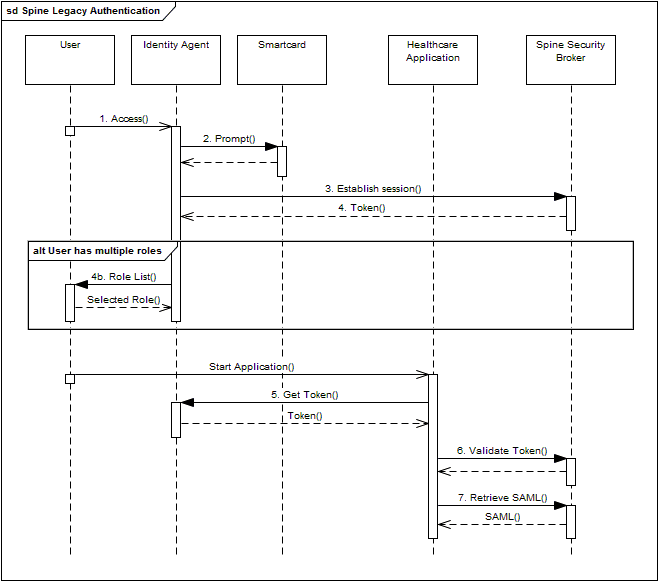 sd Spine Legacy Authentication
User
Identity Agent
Smartcard
Healthcare
Application
Spine Security
Broker
1. Access()
2. Prompt()
3. Establish session()
4. Token()
alt User has multiple roles
4b. Role List()
Selected Role()
Start Application()
5. Get Token()
Token()
6. Validate Token()
7. Retrieve SAML()
SAML()